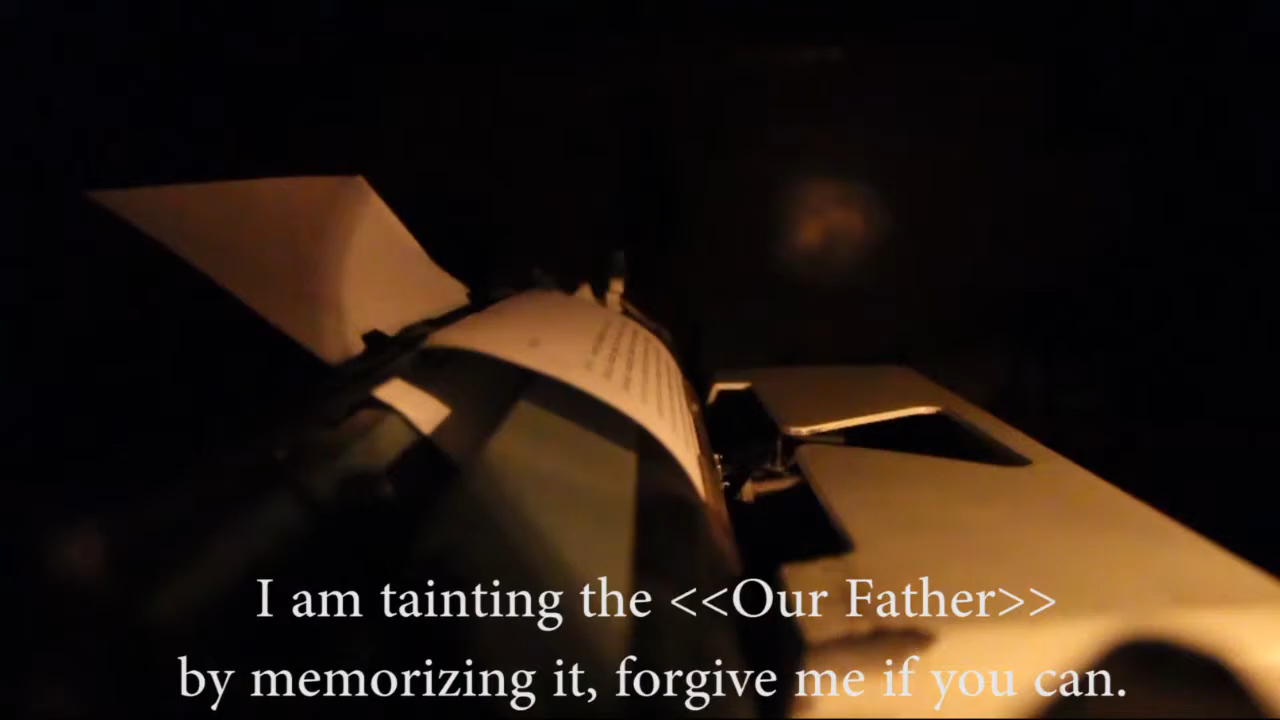 I am tainting the <<Our Father>>
by memorizing it, forgive me if you can.